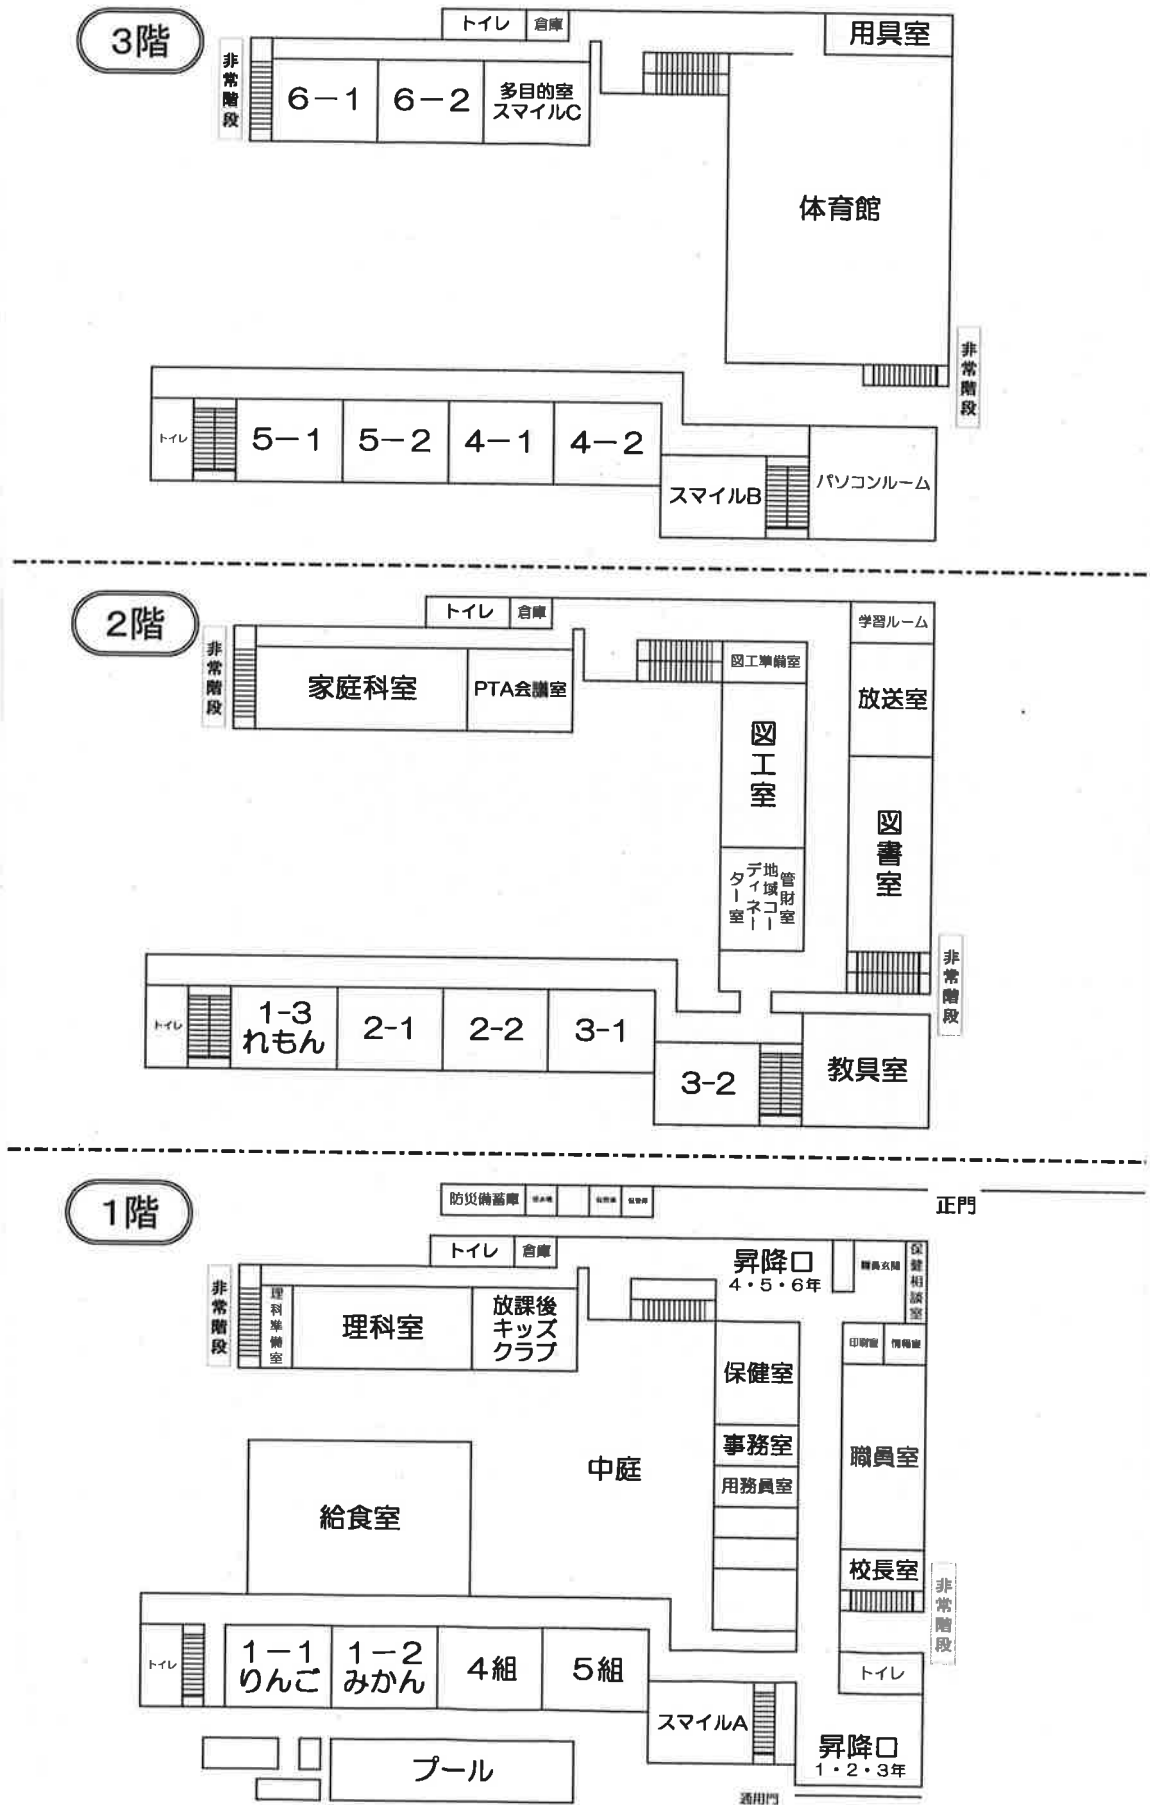 3階
トイレ
倉庫
用具室
非常階段
6－1
6－2
多目的室
スマイルC
体育館
非常階段
トイレ
5－1
5－2
4－1
4－2
スマイルB
パソコンルーム
2階
トイレ
倉庫
学習ルーム
非常階段
家庭科室
PTA会議室
図工準備室
放送室
図工室
図書室
管財室
地域コー
ディネー
ター室
非常階段
トイレ
1-3
れもん
2-1
2-2
3-1
3-2
教具室
1階
防災備蓄庫
正門
トイレ
倉庫
昇降口
4・5・6年
職員玄関
保健相談室
非常階段
理科準備室
理科室
放課後
キッズ
クラブ
印刷室
情報室
保健室
事務室
用務員室
職員室
中庭
給食室
校長室
非常階段
トイレ
1－1
りんご
1－2
みかん
4組
5組
トイレ
スマイルA
昇降口
1・2・3年
プール
通用門